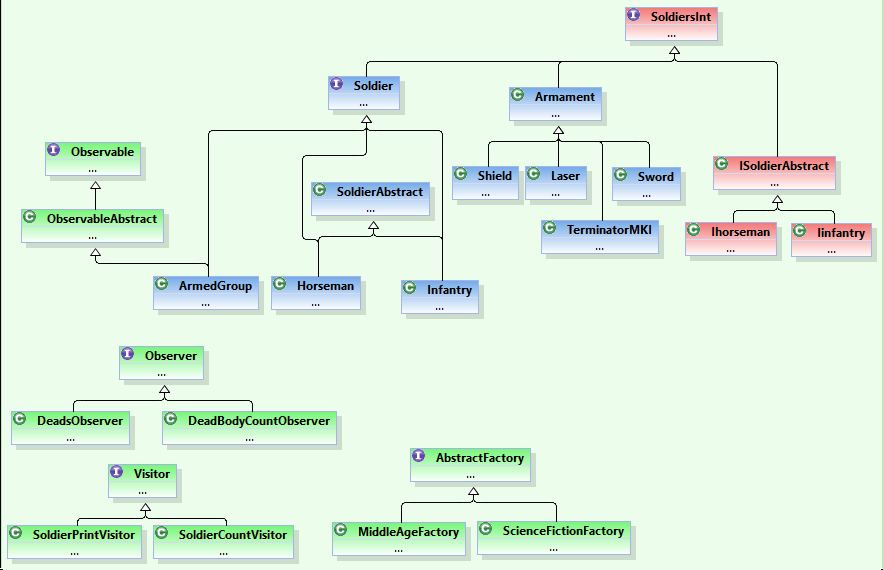 I SoldiersInt
...
I Soldier
...
C Armament
...
I Observable
...
C Shield
...
C Laser
...
C Sword
...
C ISoldierAbstract
...
C SoldierAbstract
...
C ObservableAbstract
...
C TerminatorMKI
...
C Ihorseman
...
C Iinfantry
...
C ArmedGroup
...
C Horseman
...
C Infantry
...
I Observer
...
C DeadsObserver
...
C DeadBodyCountObserver
...
I AbstractFactory
...
I Visitor
...
C SoldierPrintVisitor
...
C SoldierCountVisitor
...
C MiddleAgeFactory
...
C ScienceFictionFactory
...